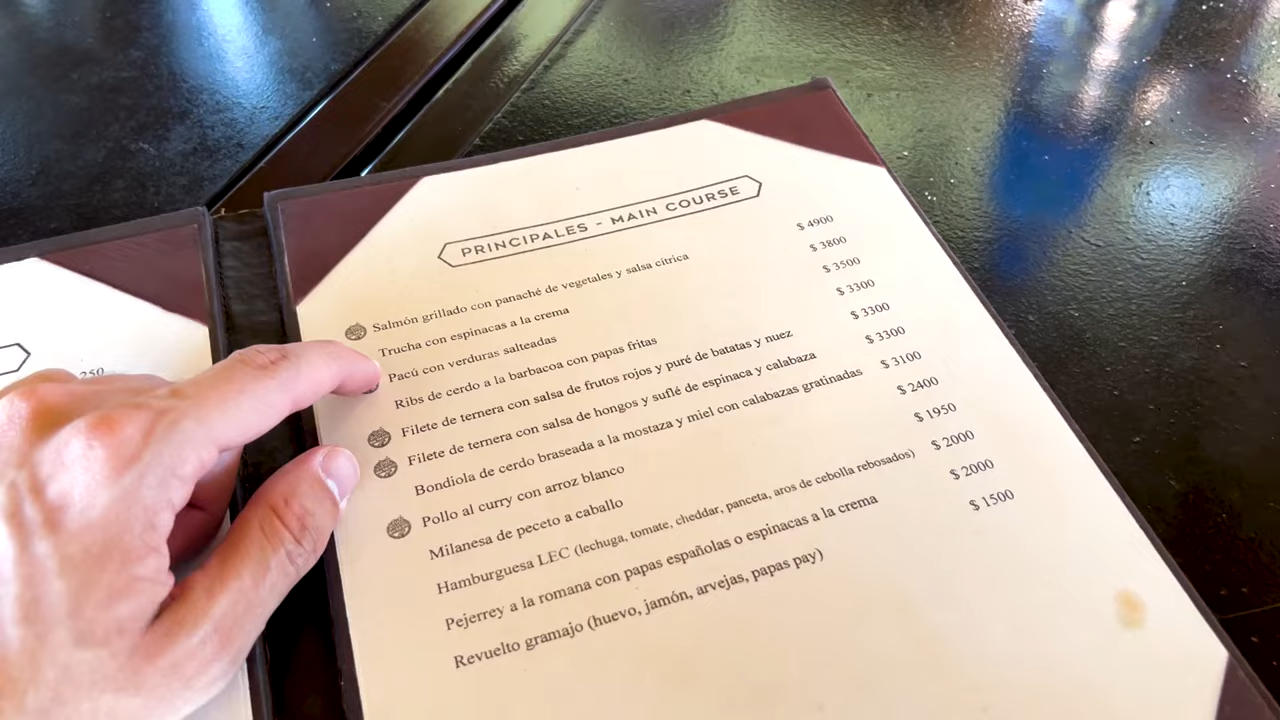 PRINCIPALES - MAIN COURSE
Salmón grillado con panaché de vegetales y salsa cítrica $ 4900
Trucha con espinacas a la crema $ 3800
Pacú con verduras salteadas $ 3500
Ribs de cerdo a la barbacoa con papas fritas $ 3300
Filete de ternera con salsa de frutos rojos y puré de batatas y nuez $ 3300
Filete de ternera con salsa de hongos y suflé de espinaca y calabaza $ 3300
Bondiola de cerdo braseada a la mostaza y miel con calabazas gratinadas $ 3100
Pollo al curry con arroz blanco $ 2400
Milanesa de peceto a caballo $ 1950
Hamburguesa LEC (lechuga, tomate, cheddar, panceta, aros de cebolla rebosados) $ 2000
Pejerrey a la romana con papas españolas o espinacas a la crema $ 2000
Revuelto gramajo (huevo, jamón, arvejas, papas pay) $ 1500